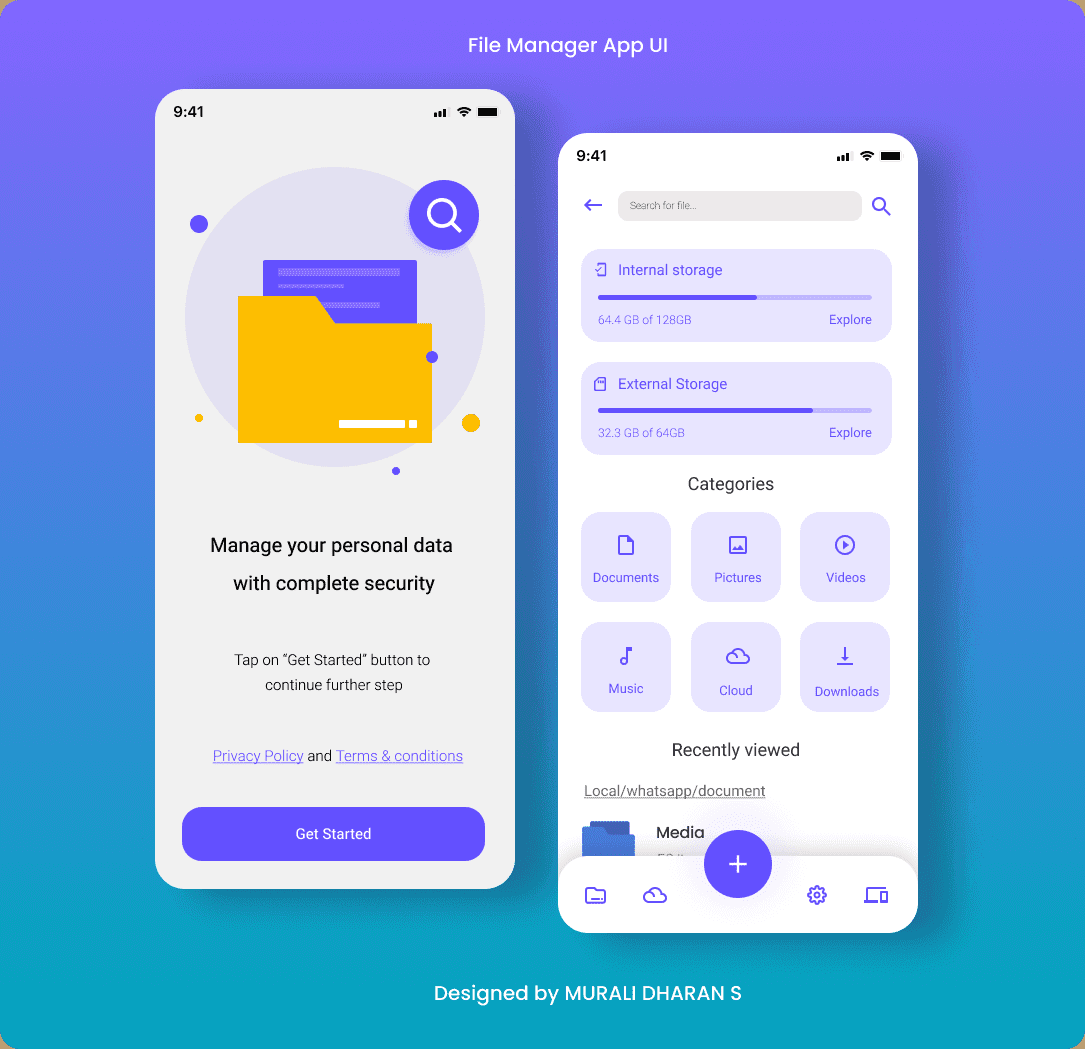 File Manager App UI
9:41
Manage your personal data
with complete security
Tap on “Get Started” button to
continue further step
Privacy Policy and Terms & conditions
Get Started
9:41
Search for file...
Internal storage
64.4 GB of 128GB
Explore
External Storage
32.3 GB of 64GB
Explore
Categories
Documents
Pictures
Videos
Music
Cloud
Downloads
Recently viewed
Local/whatsapp/document
Media
Designed by MURALI DHARAN S